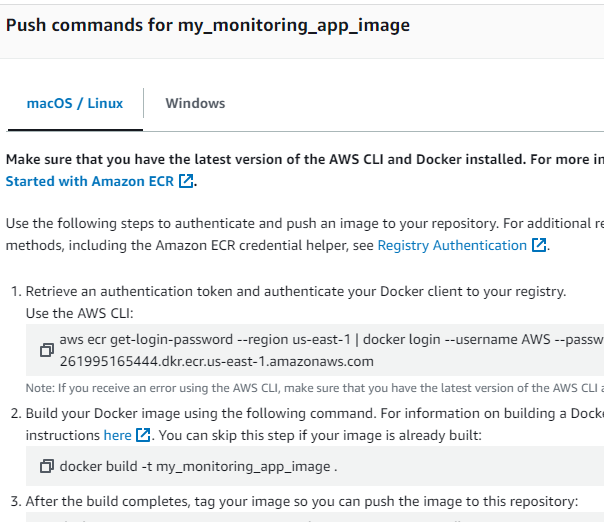 Push commands for my_monitoring_app_image
macOS / Linux
Windows
Make sure that you have the latest version of the AWS CLI and Docker installed. For more in
Started with Amazon ECR.
Use the following steps to authenticate and push an image to your repository. For additional re
methods, including the Amazon ECR credential helper, see Registry Authentication.
1. Retrieve an authentication token and authenticate your Docker client to your registry.
Use the AWS CLI:
aws ecr get-login-password --region us-east-1 | docker login --username AWS --passw
261995165444.dkr.ecr.us-east-1.amazonaws.com
Note: If you receive an error using the AWS CLI, make sure that you have the latest version of the AWS CLI a
2. Build your Docker image using the following command. For information on building a Docke
instructions here. You can skip this step if your image is already built:
docker build -t my_monitoring_app_image .
3. After the build completes, tag your image so you can push the image to this repository: